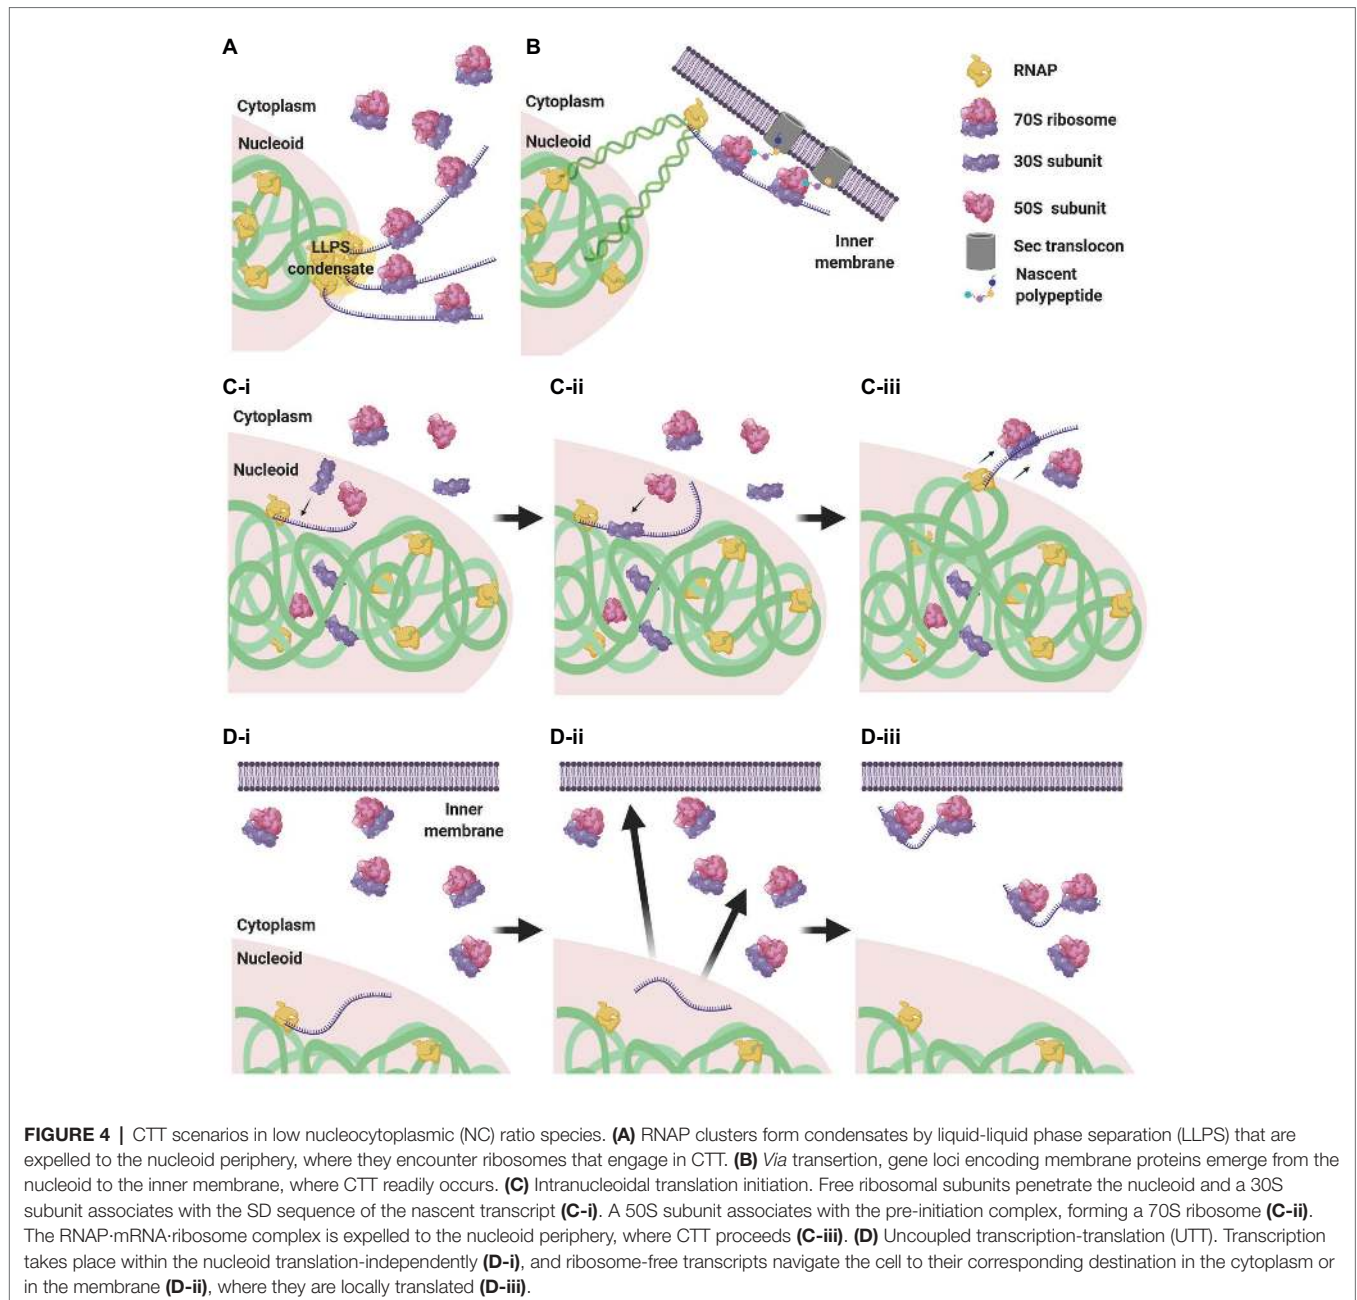 A
Cytoplasm
Nucleoid
LLPS
condensate
B
Cytoplasm
Nucleoid
Inner
membrane
RNAP
70S ribosome
30S subunit
50S subunit
Sec translocon
Nascent
polypeptide
C-i
Cytoplasm
Nucleoid
C-ii
C-iii
D-i
Inner
membrane
Cytoplasm
Nucleoid
D-ii
D-iii
FIGURE 4 | CTT scenarios in low nucleocytoplasmic (NC) ratio species. (A) RNAP clusters form condensates by liquid-liquid phase separation (LLPS) that are
expelled to the nucleoid periphery, where they encounter ribosomes that engage in CTT. (B) Via transertion, gene loci encoding membrane proteins emerge from the
nucleoid to the inner membrane, where CTT readily occurs. (C) Intranucleoidal translation initiation. Free ribosomal subunits penetrate the nucleoid and a 30S
subunit associates with the SD sequence of the nascent transcript (C-i). A 50S subunit associates with the pre-initiation complex, forming a 70S ribosome (C-ii).
The RNAP·mRNA·ribosome complex is expelled to the nucleoid periphery, where CTT proceeds (C-iii). (D) Uncoupled transcription-translation (UTT). Transcription
takes place within the nucleoid translation-independently (D-i), and ribosome-free transcripts navigate the cell to their corresponding destination in the cytoplasm or
in the membrane (D-ii), where they are locally translated (D-iii).